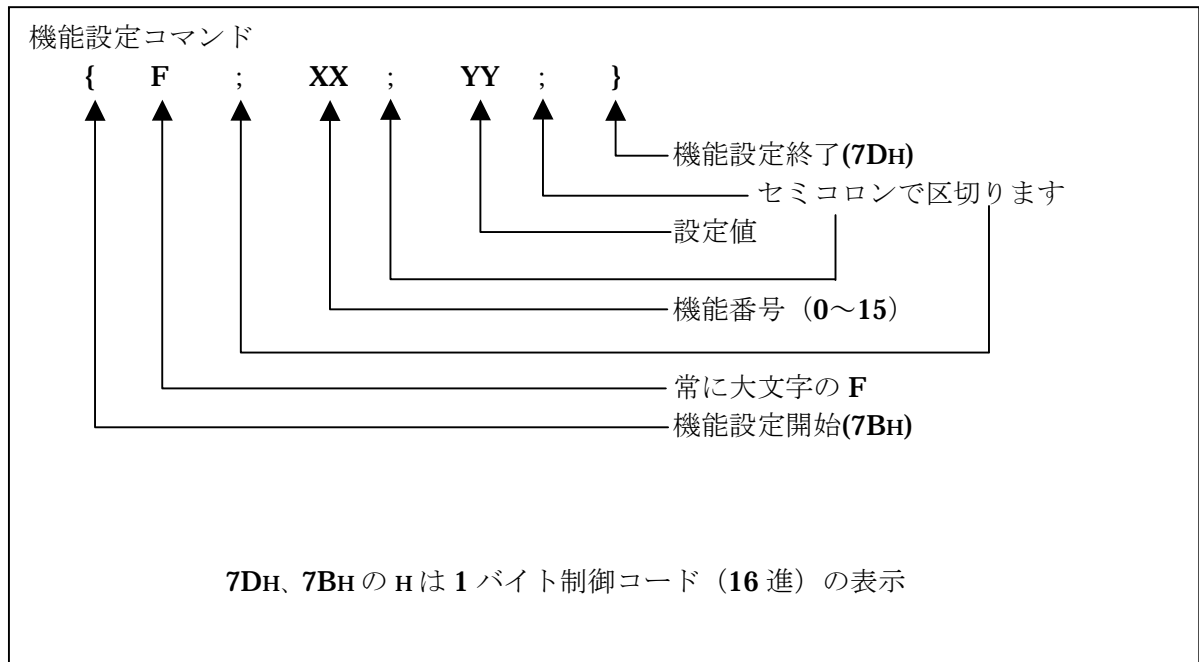 機能設定コマンド
{ F ; XX ; YY ; }
機能設定終了(7DH)
セミコロンで区切ります
設定値
機能番号（0～15）
常に大文字の F
機能設定開始(7BH)
7DH、7BH の H は 1 バイト制御コード（16 進）の表示